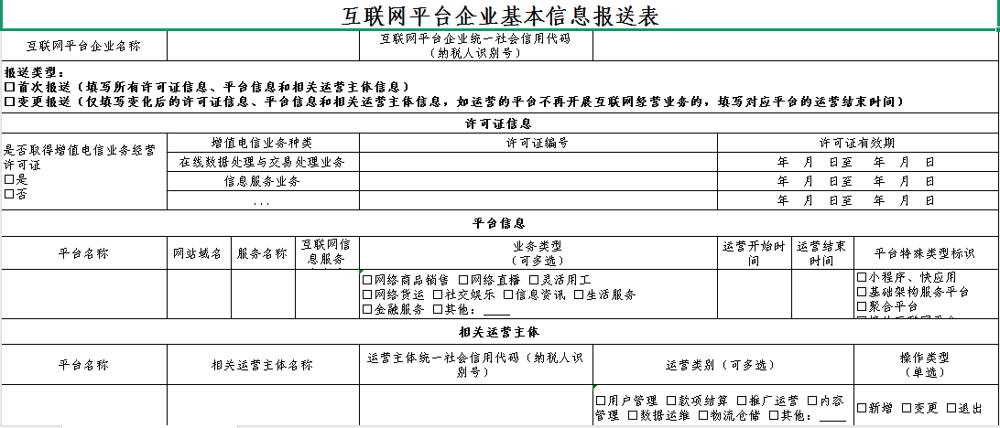 互联网平台企业基本信息报送表
互联网平台企业名称
互联网平台企业统一社会信用代码
（纳税人识别号）
报送类型：
□首次报送（填写所有许可证信息、平台信息和相关运营主体信息）
□变更报送（仅填写变化后的许可证信息、平台信息和相关运营主体信息，如运营的平台不再开展互联网经营业务的，填写对应平台的运营结束时间）
许可证信息
是否取得增值电信业务经营
许可证
□是
□否
增值电信业务种类 许可证编号 许可证有效期
在线数据处理与交易处理业务 年 月 日至 年 月 日
信息服务业务 年 月 日至 年 月 日
... 年 月 日至 年 月 日
平台信息
平台名称 网站域名 服务名称
互联网信
息服务
业务类型
（可多选）
运营开始时
间
运营结束
时间
平台特殊类型标识
□网络商品销售 □网络直播 □灵活用工
□网络货运 □社交娱乐 □信息资讯 □生活服务
□金融服务 □其他：____
□小程序、快应用
□基础架构服务平台
□聚合平台
相关运营主体
平台名称 相关运营主体名称
运营主体统一社会信用代码（纳税人识
别号）
运营类别（可多选）
操作类型
（单选）
□用户管理 □款项结算 □推广运营 □内容
管理 □数据运维 □物流仓储 □其他：____
□新增 □变更 □退出